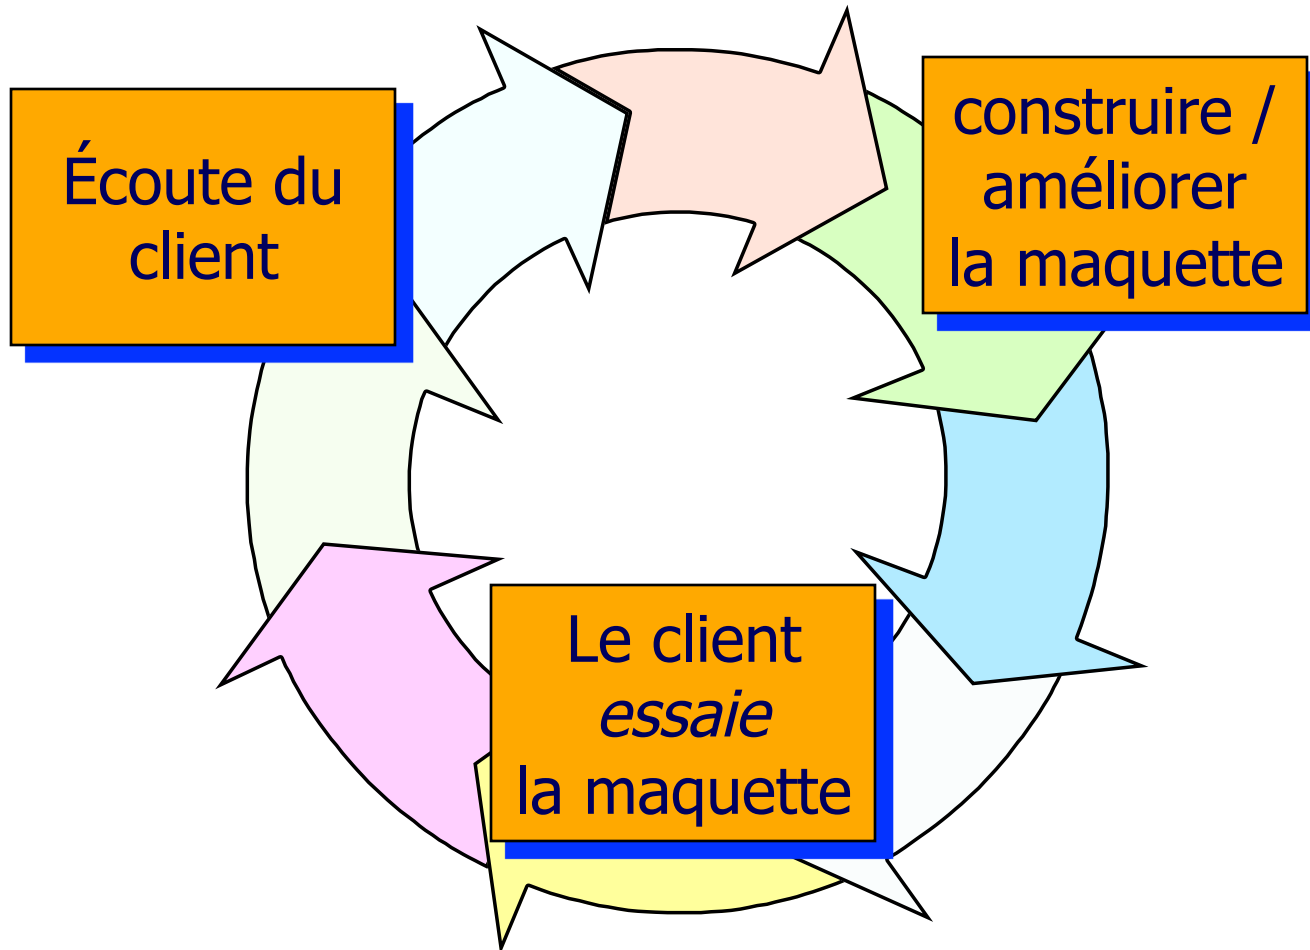 Écoute du
client
construire /
améliorer
la maquette
Le client
essaie
la maquette